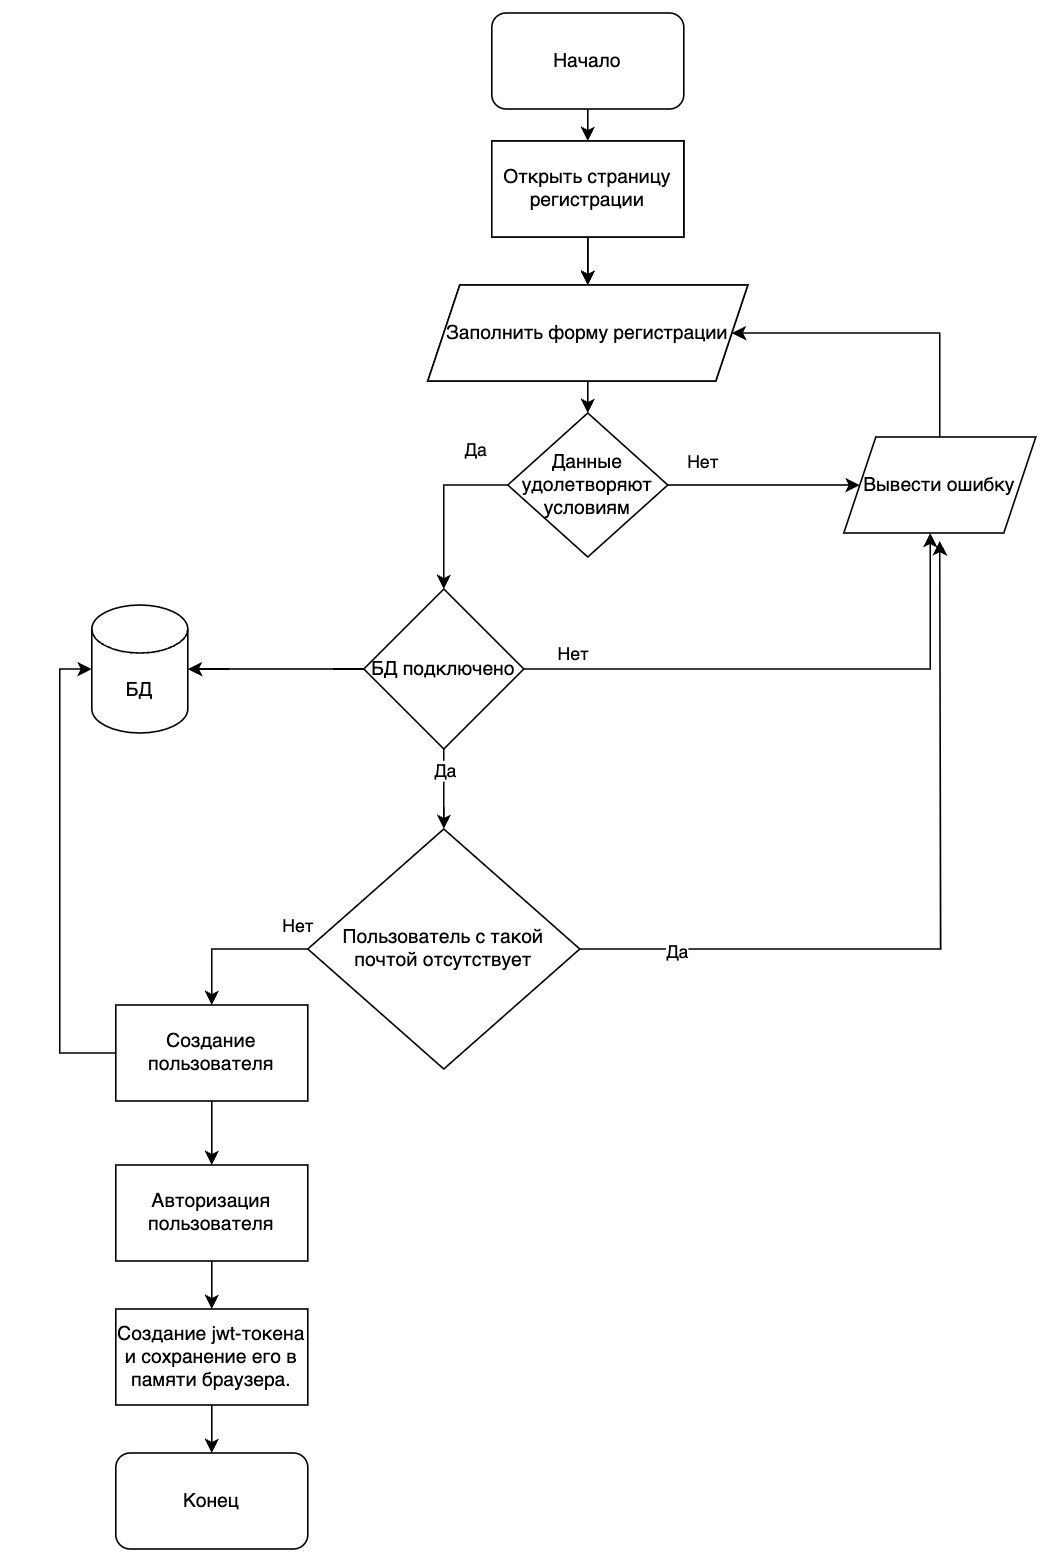 Начало
Открыть страницу
регистрации
Заполнить форму регистрации
Да
Данные
удолетворяют
условиям
Нет
Вывести ошибку
БД
БД подключено
Нет
Да
Нет
Пользователь с такой
почтой отсутствует
Да
Создание
пользователя
Авторизация
пользователя
Создание jwt-токена
и сохранение его в
памяти браузера.
Конец